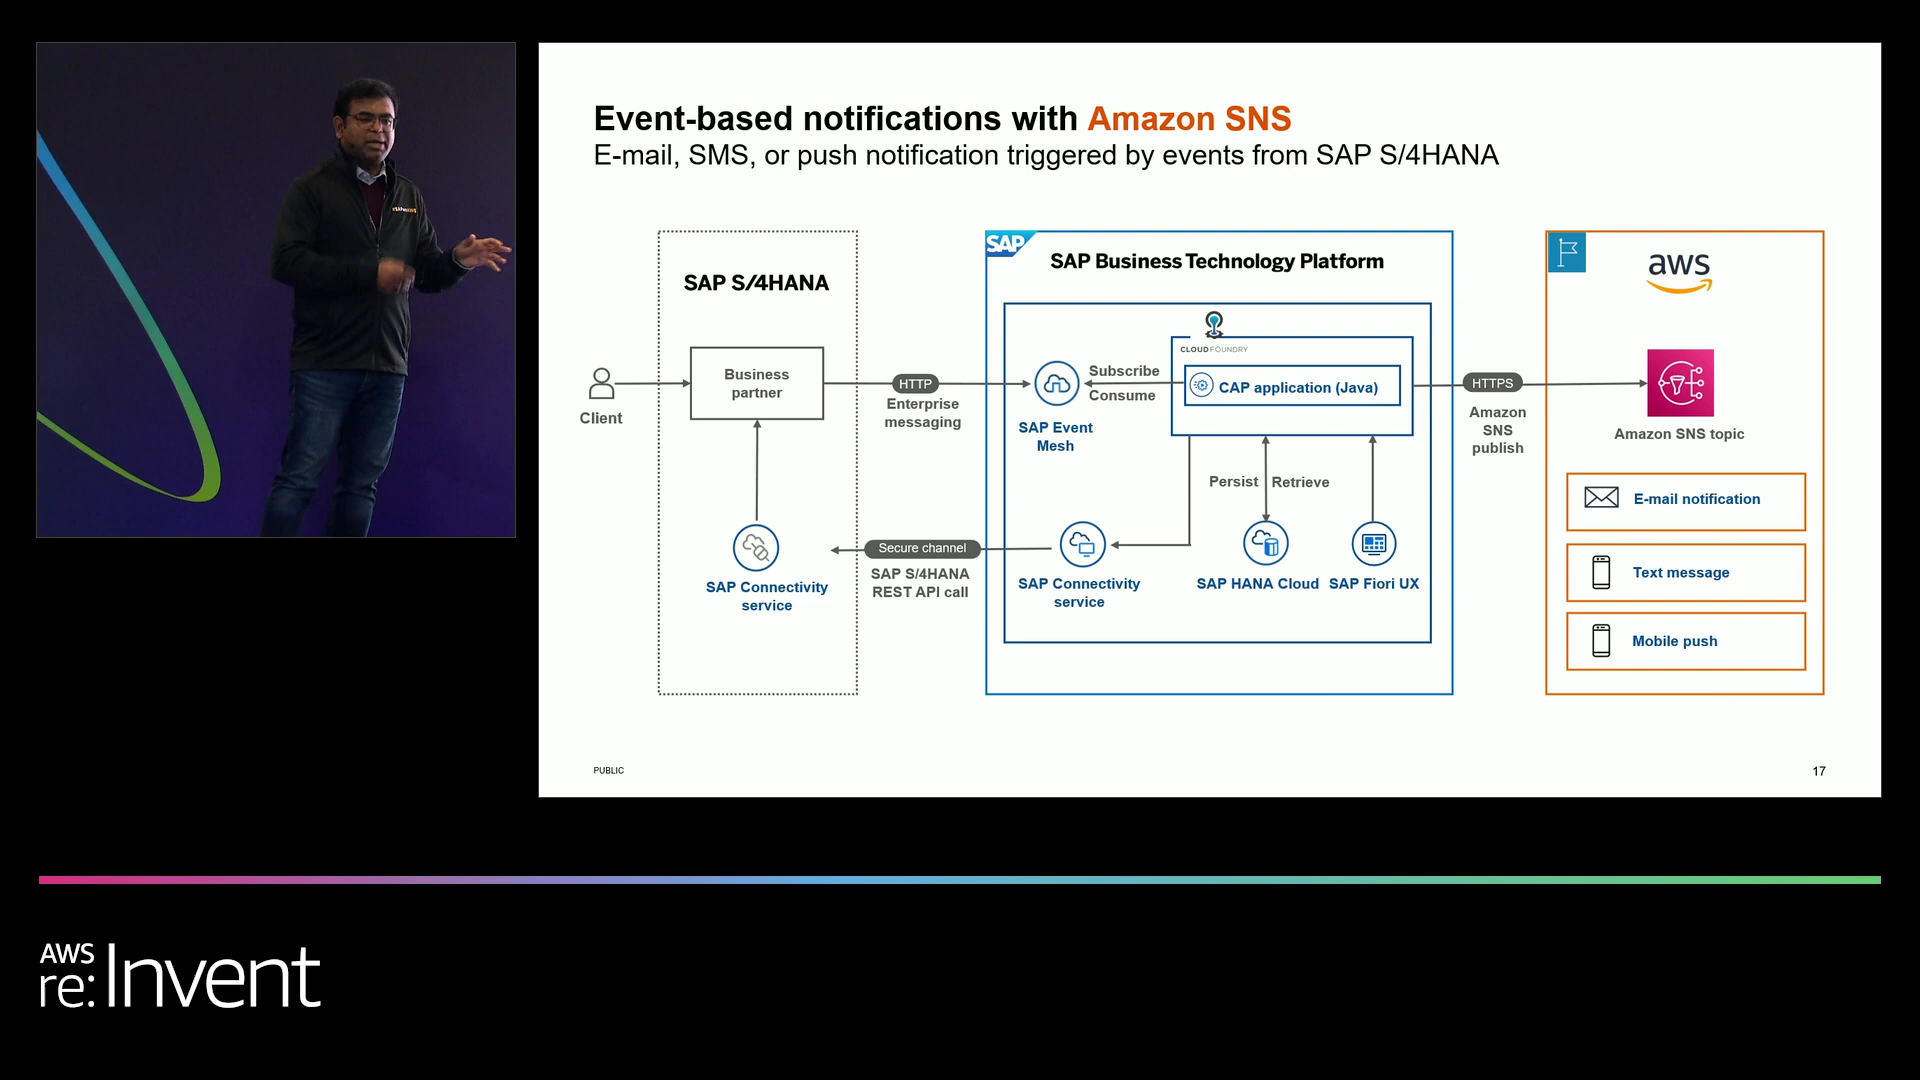 Event-based notifications with Amazon SNS
E-mail, SMS, or push notification triggered by events from SAP S/4HANA
SAP S/4HANA
Client
Business
partner
SAP Connectivity
service
HTTP
Enterprise
messaging
Secure channel
SAP S/4HANA
REST API call
SAP
SAP Business Technology Platform
CLOUD FOUNDRY
CAP application (Java)
Subscribe
Consume
SAP Event
Mesh
Persist
Retrieve
SAP Connectivity
service
SAP HANA Cloud
SAP Fiori UX
HTTPS
Amazon
SNS
publish
aws
Amazon SNS topic
E-mail notification
Text message
Mobile push
PUBLIC
17
AWS
re:Invent